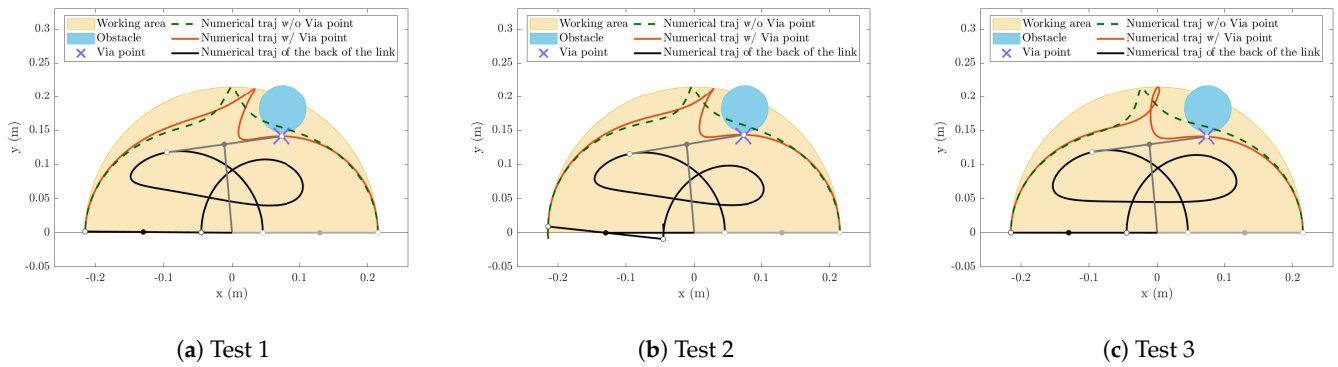 0.3
0.25
0.2
0.15
0.1
0.05
0
-0.05
y (m)
Working area
Obstacle
Via point
Numerical traj w/o Via point
Numerical traj w/ Via point
Numerical traj of the back of the link
-0.2
-0.1
0
0.1
0.2
x (m)
(a) Test 1
0.3
0.25
0.2
0.15
0.1
0.05
0
-0.05
y (m)
Working area
Obstacle
Via point
Numerical traj w/o Via point
Numerical traj w/ Via point
Numerical traj of the back of the link
-0.2
-0.1
0
0.1
0.2
x (m)
(b) Test 2
0.3
0.25
0.2
0.15
0.1
0.05
0
-0.05
y (m)
Working area
Obstacle
Via point
Numerical traj w/o Via point
Numerical traj w/ Via point
Numerical traj of the back of the link
-0.2
-0.1
0
0.1
0.2
x (m)
(c) Test 3